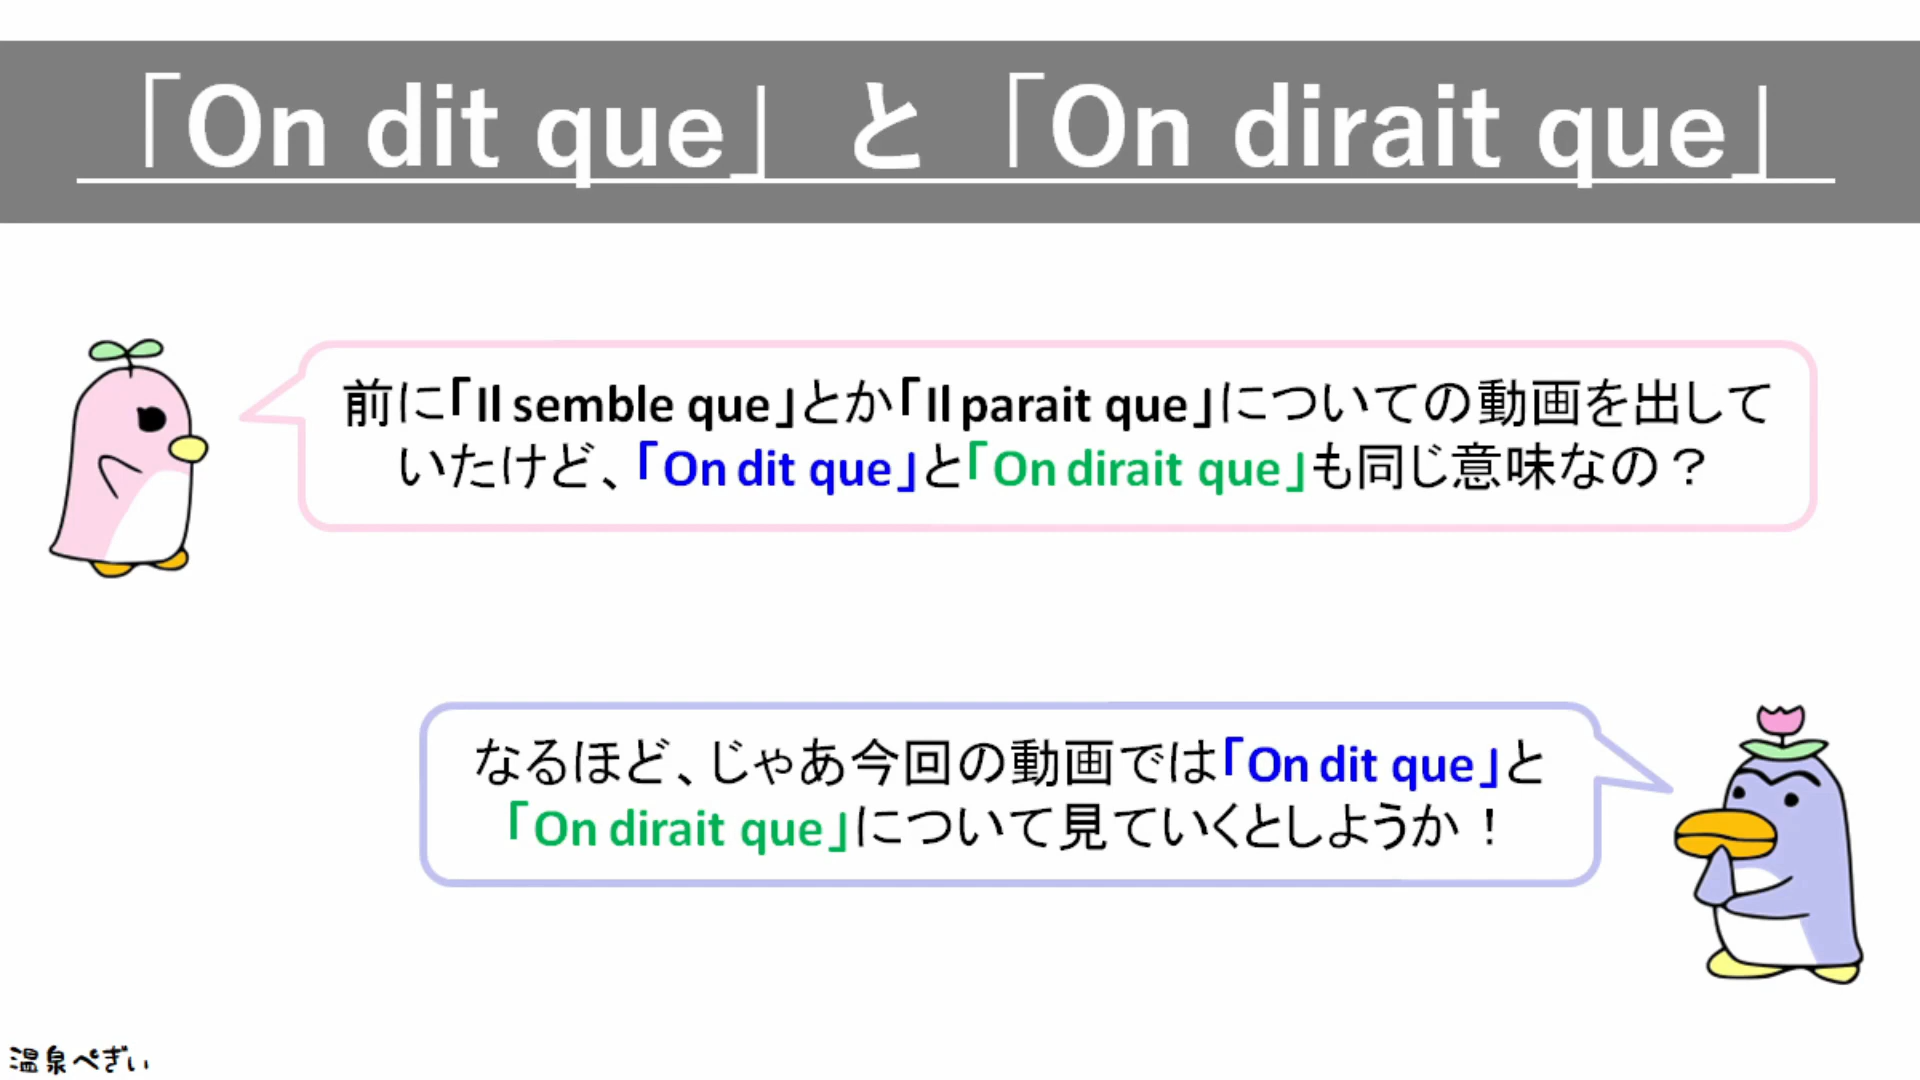 「On dit que」 と 「On dirait que」
前に「Il semble que」とか「Il parait que」についての動画を出して
いたけど、「On dit que」と「On dirait que」も同じ意味なの？
なるほど、じゃあ今回の動画では「On dit que」と
「On dirait que」について見ていくとしようか！
温泉ぺぎぃ